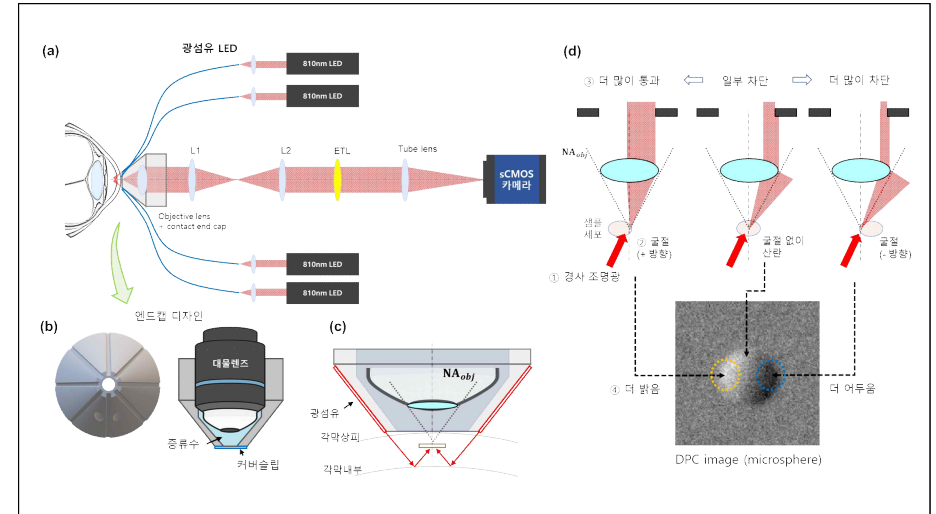 (a)
광섬유 LED
810nm LED
810nm LED
L1
L2
ETL
Tube lens
sCMOS
카메라
Objective lens
+ contact end cap
810nm LED
810nm LED
엔드캡 디자인
(b)
대물렌즈
증류수
커버슬립
(c)
NAobj
광섬유
각막상피
각막내부
(d)
③ 더 많이 통과
일부 차단
더 많이 차단
NAobj
샘플
세포
② 굴절
(+ 방향)
굴절 없이
산란
굴절
(- 방향)
① 경사 조명광
④ 더 밝음
더 어두움
DPC image (microsphere)